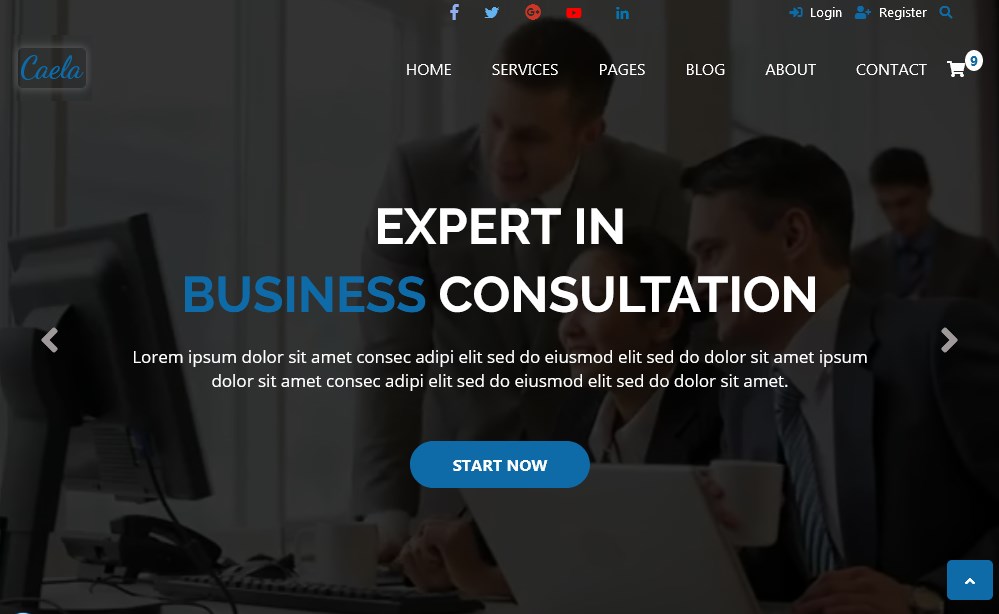 Login Register
Caela
HOME SERVICES PAGES BLOG ABOUT CONTACT 9
EXPERT IN
BUSINESS CONSULTATION
Lorem ipsum dolor sit amet consec adipi elit sed do eiusmod elit sed do dolor sit amet ipsum
dolor sit amet consec adipi elit sed do eiusmod elit sed do dolor sit amet.
START NOW